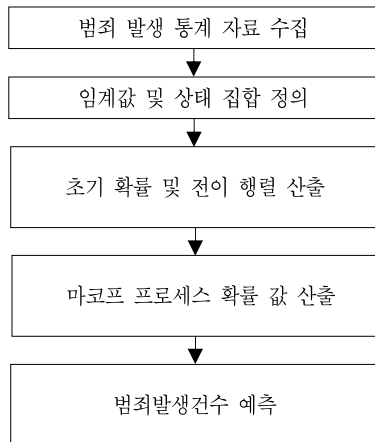 범죄 발생 통계 자료 수집
임계값 및 상태 집합 정의
초기 확률 및 전이 행렬 산출
마코프 프로세스 확률 값 산출
범죄발생건수 예측